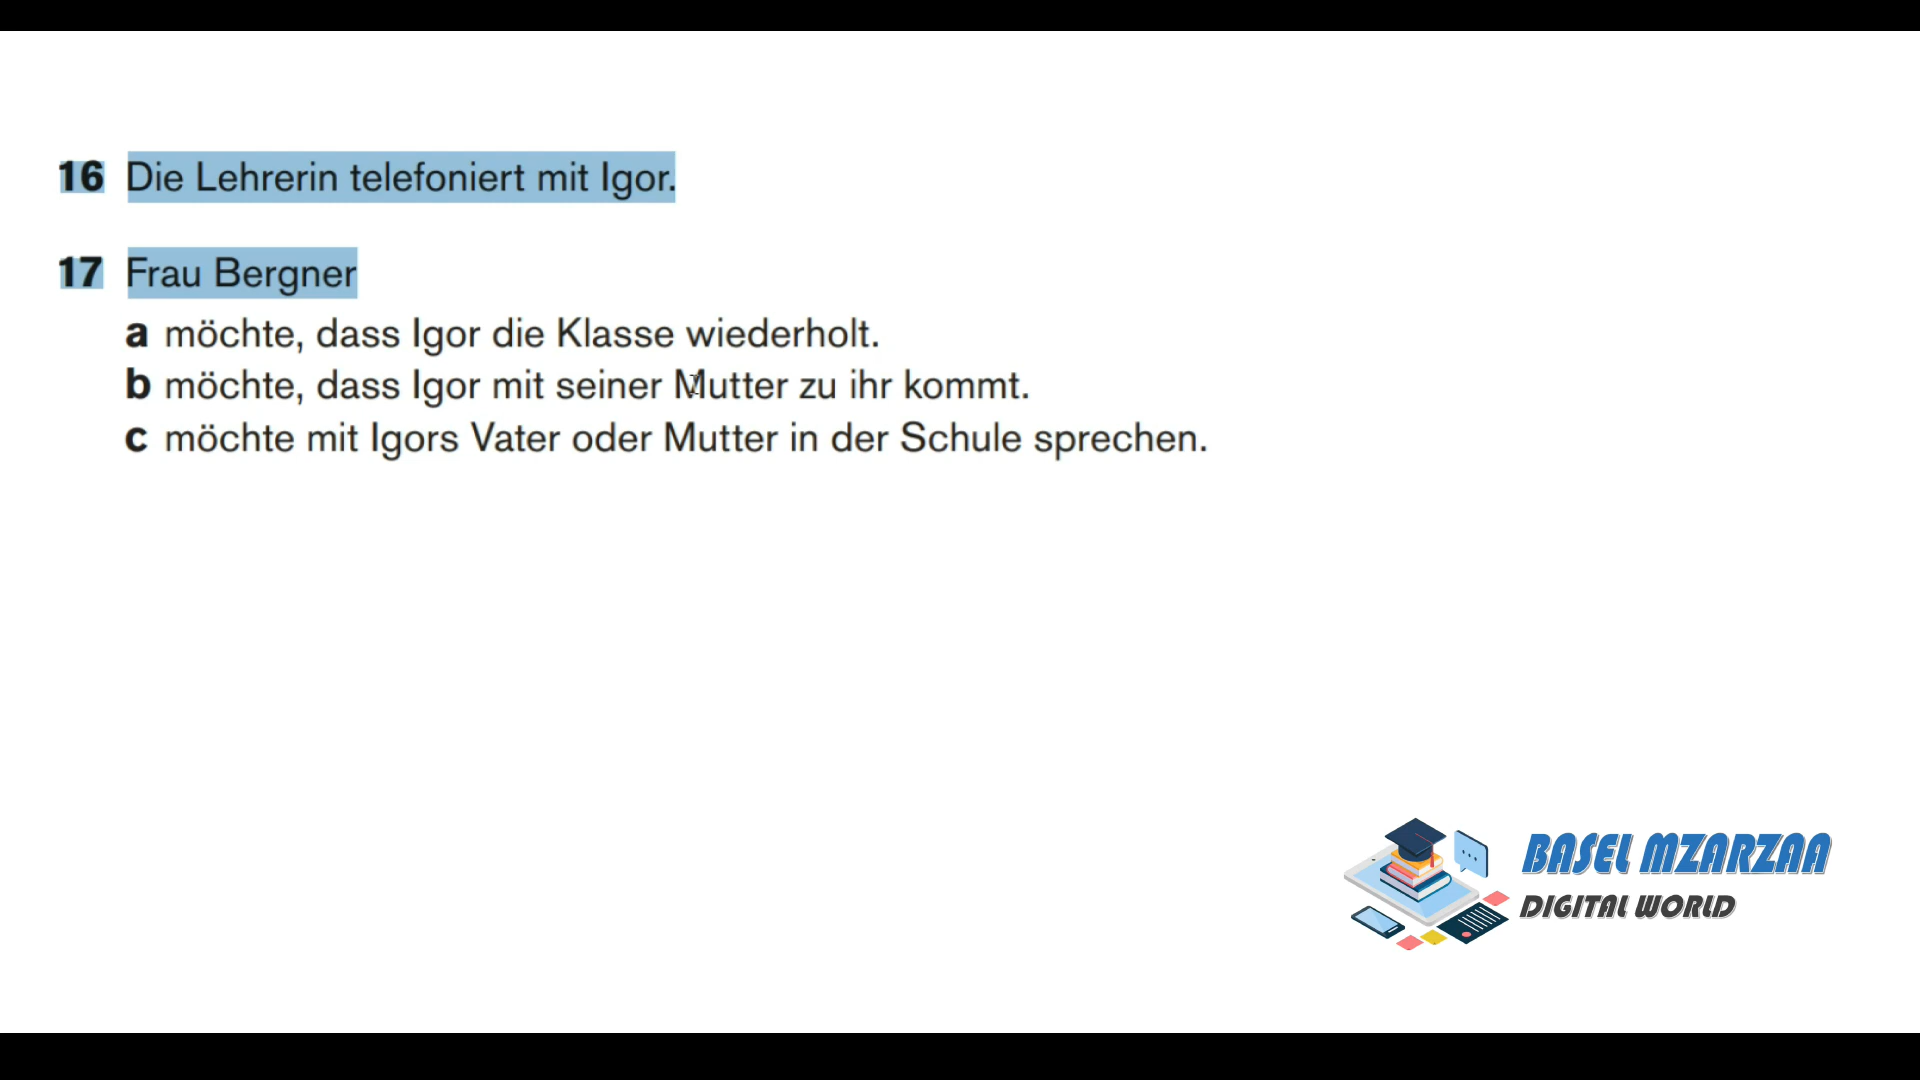 16 Die Lehrerin telefoniert mit Igor.
17 Frau Bergner
a möchte, dass Igor die Klasse wiederholt.
b möchte, dass Igor mit seiner Mutter zu ihr kommt.
c möchte mit Igors Vater oder Mutter in der Schule sprechen.
BASEL MZARZAA
DIGITAL WORLD